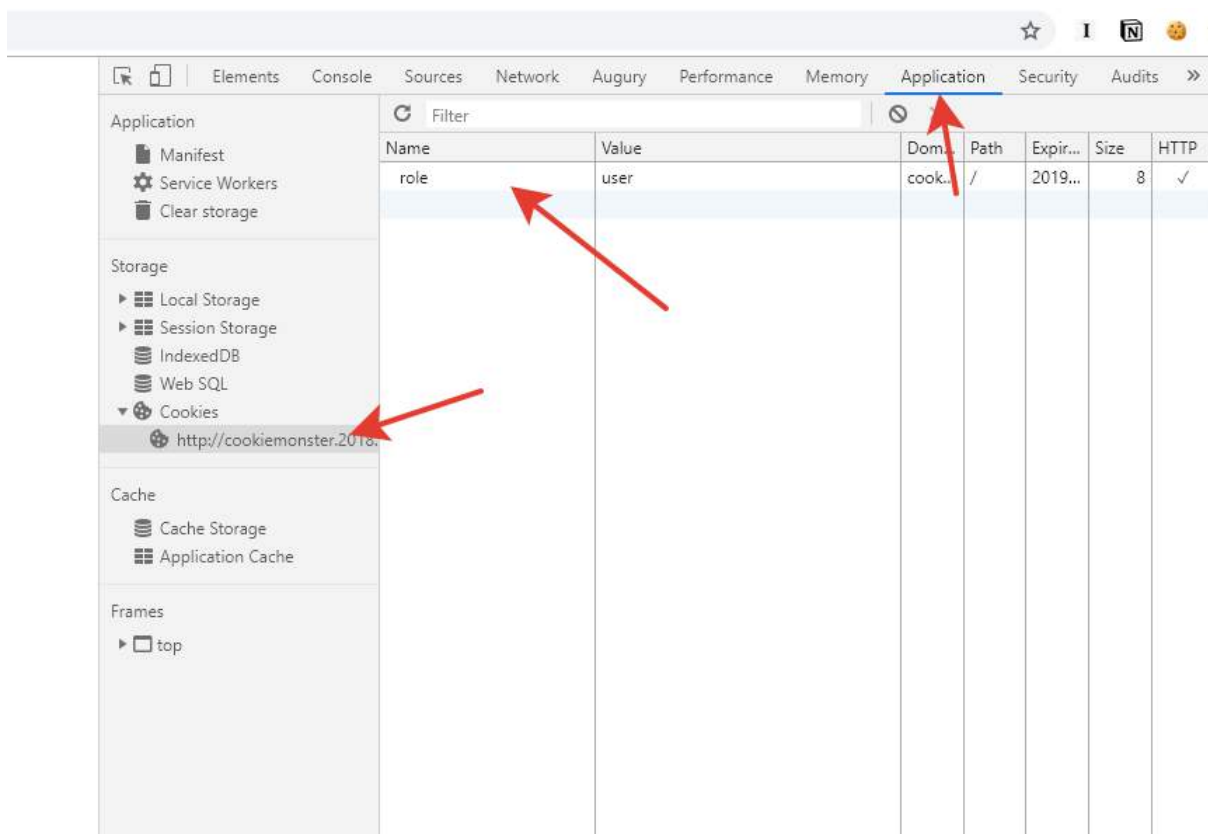 Elements Console Sources Network Augury Performance Memory Application Security Audits »
Application
Filter
Name Value Dom... Path Expir... Size HTTP
Manifest
role user cook... / 2019... 8 ✓
Service Workers
Clear storage
Storage
Local Storage
Session Storage
IndexedDB
Web SQL
Cookies
http://cookiemonster.2018.
Cache
Cache Storage
Application Cache
Frames
top